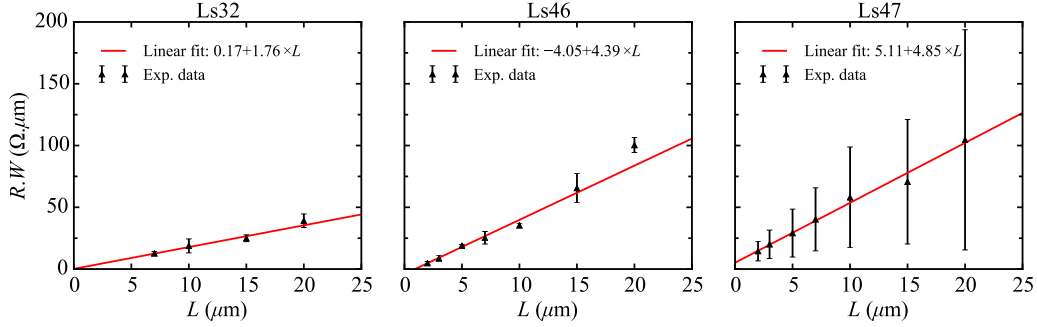 Ls32
Ls46
Ls47
200
150
100
50
0
R.W (Ω.μm)
Linear fit: 0.17+1.76×L
Exp. data
Linear fit: −4.05+4.39×L
Exp. data
Linear fit: 5.11+4.85×L
Exp. data
0 5 10 15 20 25
0 5 10 15 20 25
0 5 10 15 20 25
L (μm)
L (μm)
L (μm)